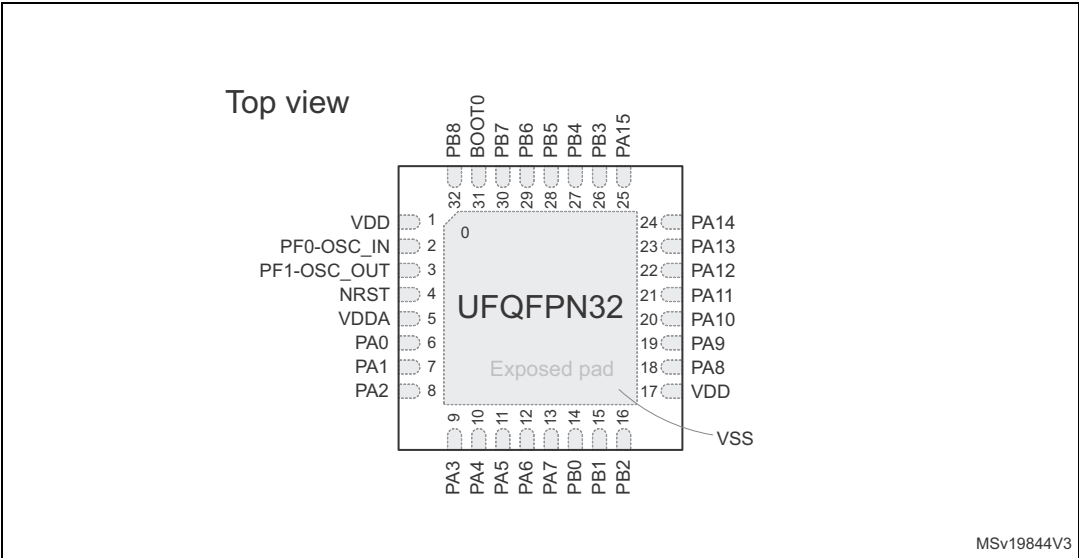 Top view
PB8
BOOT0
PB7
PB6
PB5
PB4
PB3
PA15
32
31
30
29
28
27
26
25
VDD 1
PF0-OSC_IN 2
PF1-OSC_OUT 3
NRST 4
VDDA 5
PA0 6
PA1 7
PA2 8
0
UFQFPN32
Exposed pad
24 PA14
23 PA13
22 PA12
21 PA11
20 PA10
19 PA9
18 PA8
17 VDD
VSS
9
10
11
12
13
14
15
16
PA3
PA4
PA5
PA6
PA7
PB0
PB1
PB2
MSv19844V3